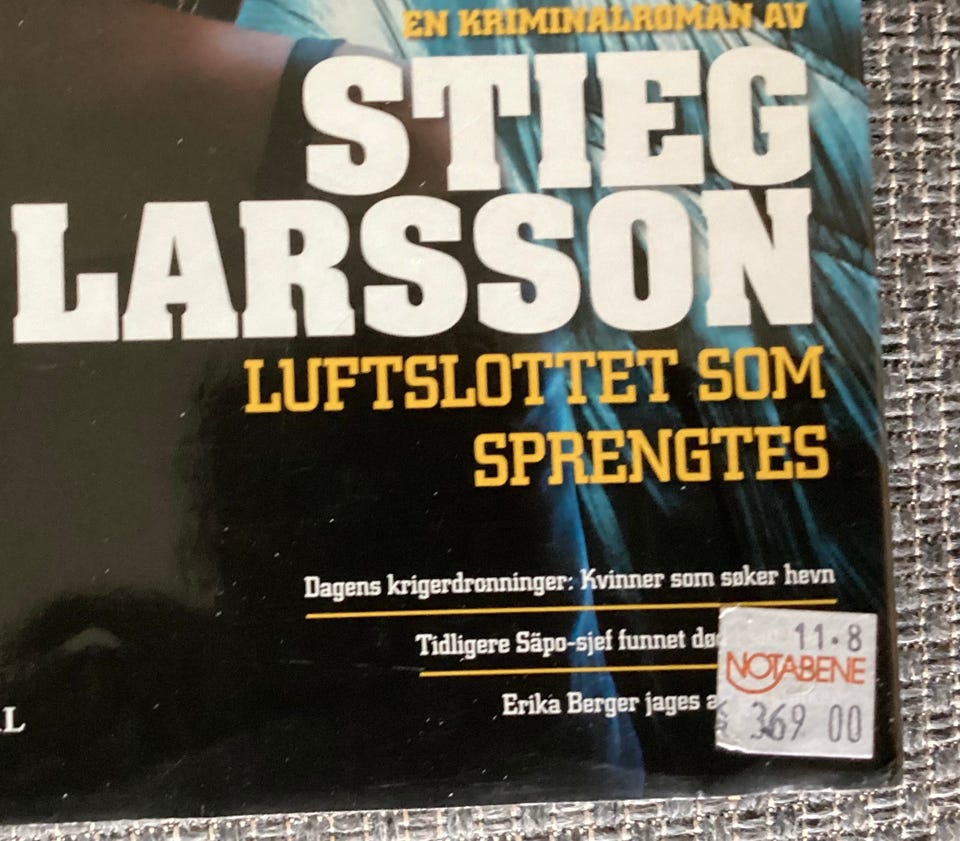 EN KRIMINALROMAN AV
STIEG
LARSSON
LUFTSLOTTET SOM
SPRENGTES
Dagens krigerdronninger: Kvinner som søker hevn
Tidligere Säpo-sjef funnet
Erika Berger jages
11.8
NOTABENE
369 00